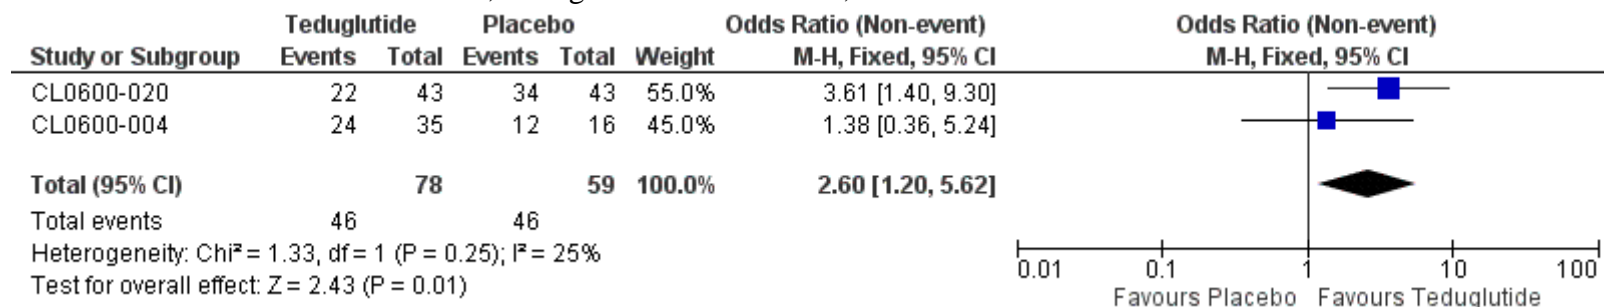 Teduglutide Placebo Odds Ratio (Non-event) Odds Ratio (Non-event)
Study or Subgroup Events Total Events Total Weight M-H, Fixed, 95% CI M-H, Fixed, 95% CI
CL0600-020 22 43 34 43 55.0% 3.61 [1.40, 9.30]
CL0600-004 24 35 12 16 45.0% 1.38 [0.36, 5.24]
Total (95% CI) 78 59 100.0% 2.60 [1.20, 5.62]
Total events 46 46
Heterogeneity: Chi² = 1.33, df = 1 (P = 0.25); I² = 25%
Test for overall effect: Z = 2.43 (P = 0.01)
0.01 0.1 1 10 100
Favours Placebo Favours Teduglutide